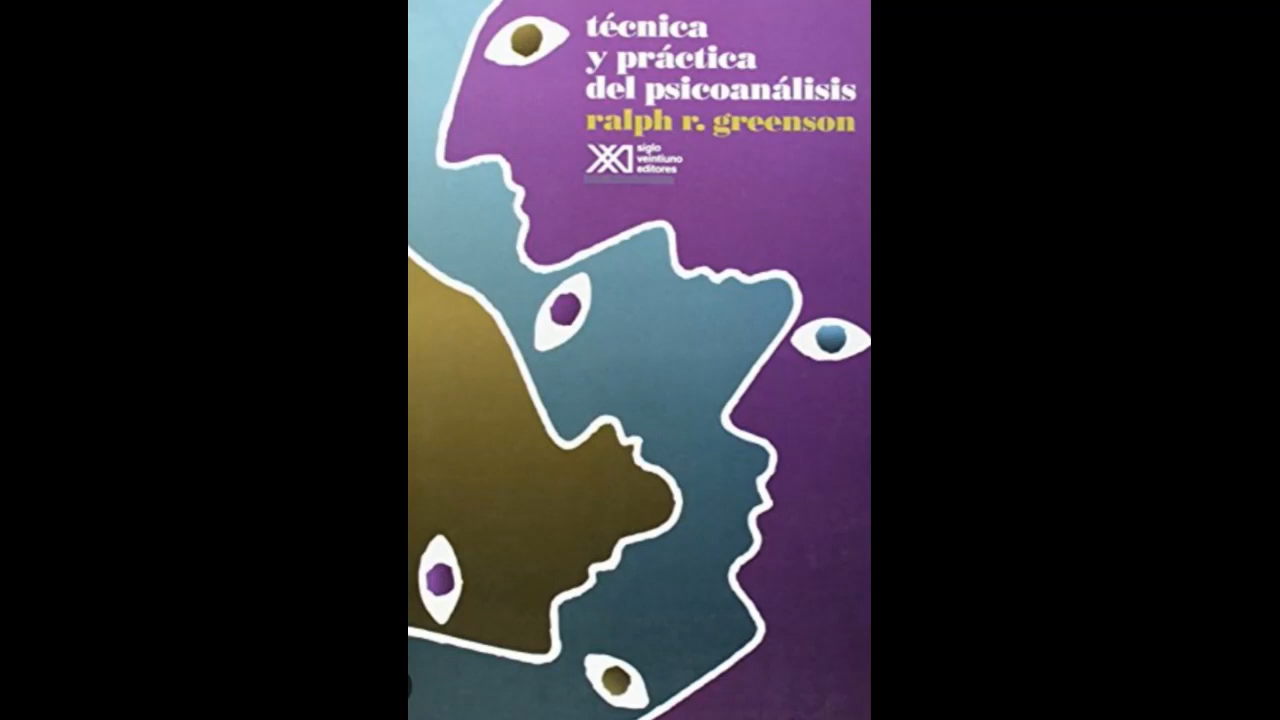 técnica
y práctica
del psicoanálisis
ralph r. greenson
siglo
veintiuno
editores